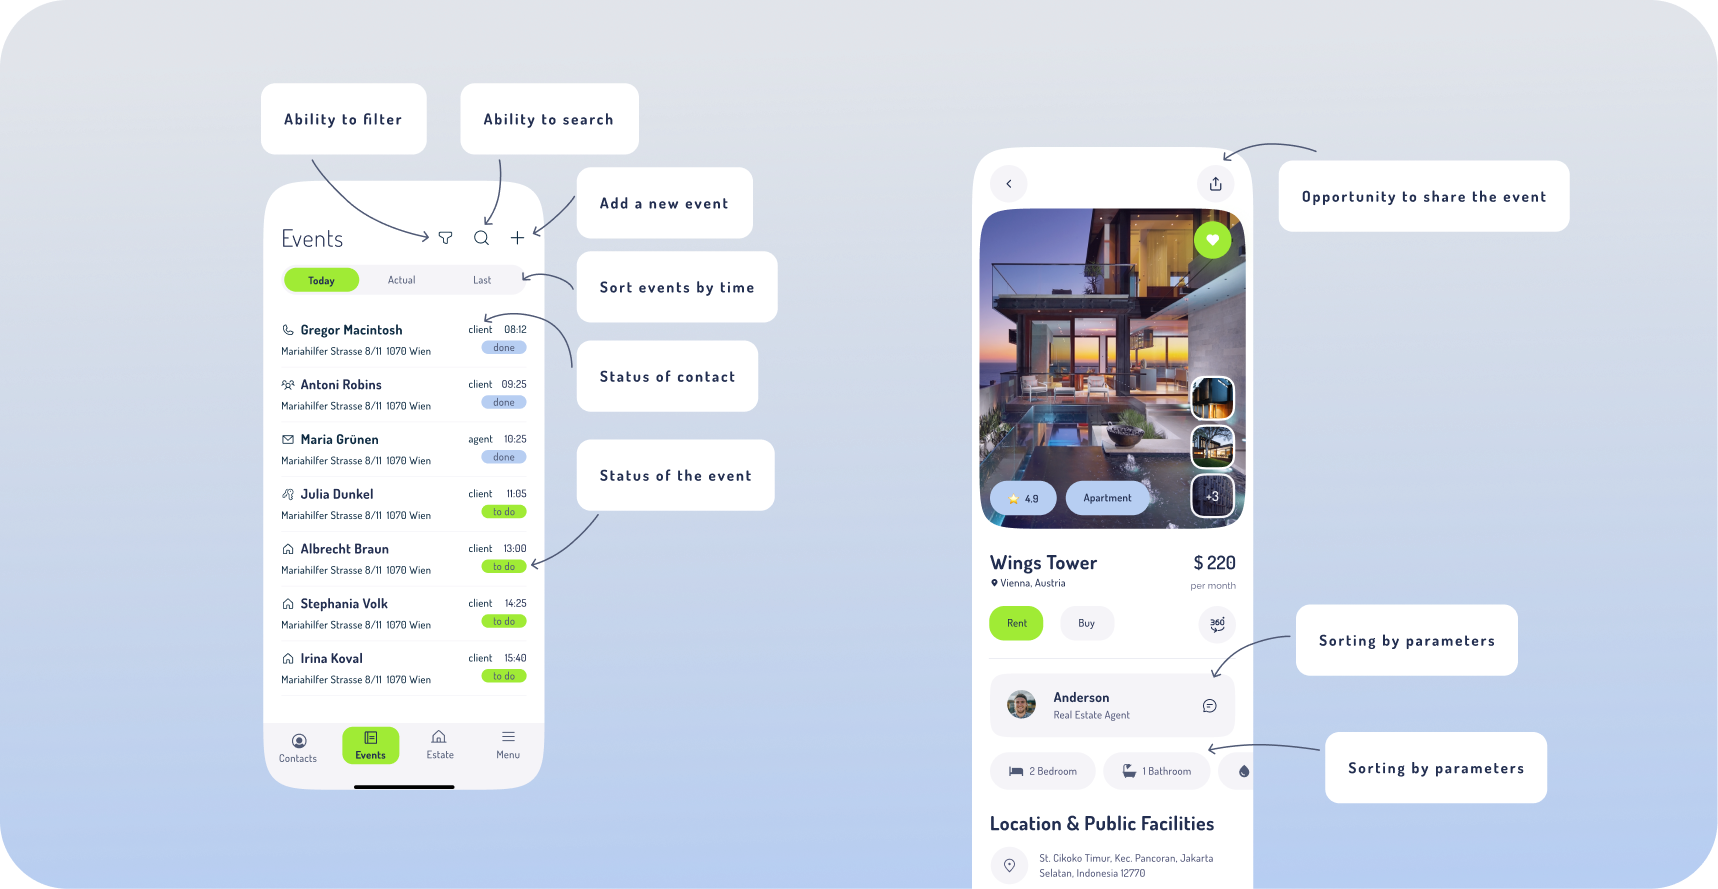 Ability to filter
Ability to search
Add a new event
Sort events by time
Status of contact
Status of the event
Events
Today
Actual
Last
Gregor Macintosh
client 08:12
Mariahilfer Strasse 8/11 1070 Wien
done
Antoni Robins
client 09:25
Mariahilfer Strasse 8/11 1070 Wien
done
Maria Grünen
agent 10:25
Mariahilfer Strasse 8/11 1070 Wien
done
Julia Dunkel
client 11:05
Mariahilfer Strasse 8/11 1070 Wien
to do
Albrecht Braun
client 13:00
Mariahilfer Strasse 8/11 1070 Wien
to do
Stephania Volk
client 14:25
Mariahilfer Strasse 8/11 1070 Wien
to do
Irina Koval
client 15:40
Mariahilfer Strasse 8/11 1070 Wien
to do
Contacts
Events
Estate
Menu
Opportunity to share the event
4.9
Apartment
+3
Wings Tower
$ 220
Vienna, Austria
per month
Rent
Buy
360°
Sorting by parameters
Anderson
Real Estate Agent
Sorting by parameters
2 Bedroom
1 Bathroom
Location & Public Facilities
St. Cikoko Timur, Kec. Pancoran, Jakarta
Selatan, Indonesia 12770